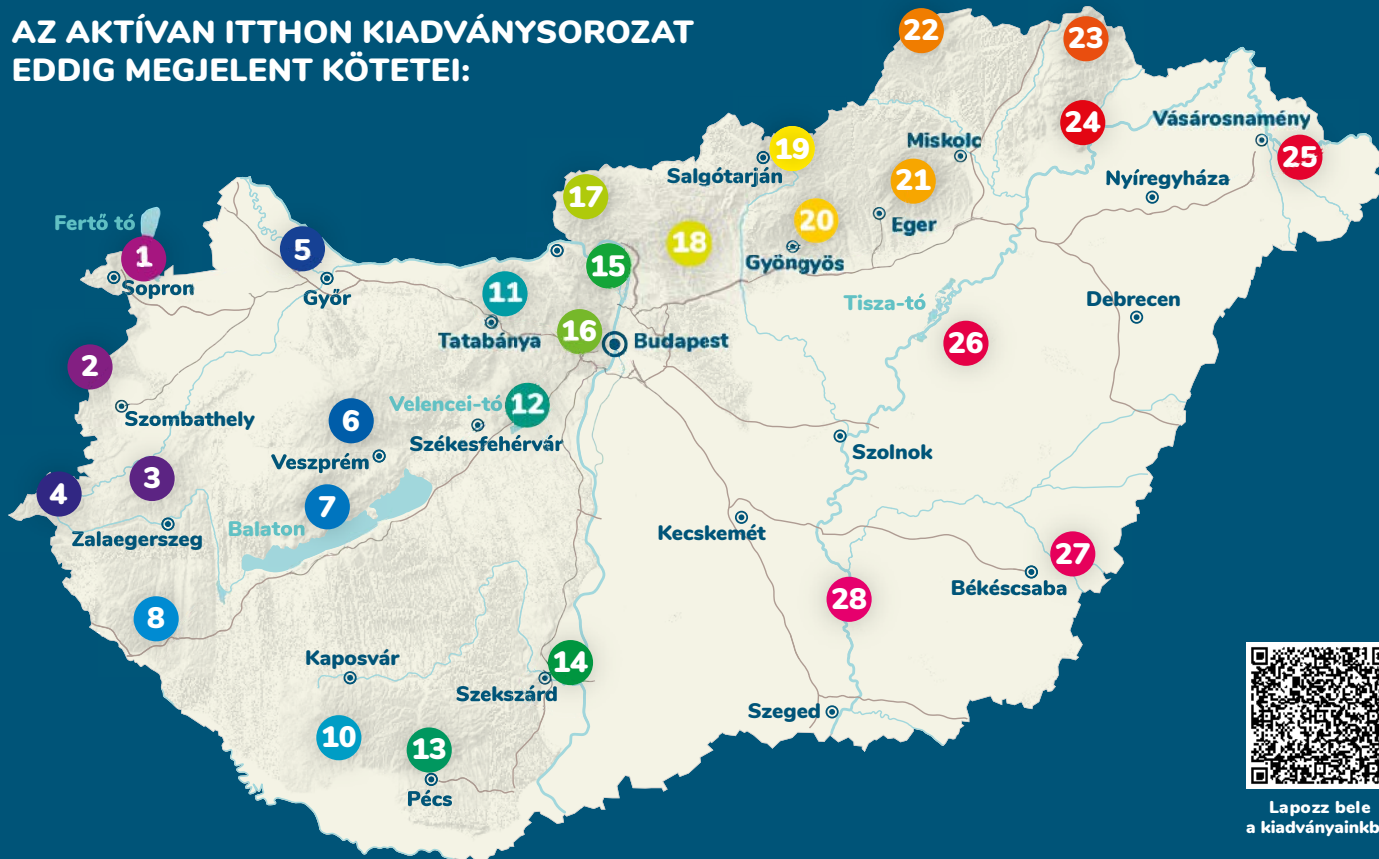 AZ AKTÍVAN ITTHON KIADVÁNYSOROZAT
EDDIG MEGJELENT KÖTETEI:
22
23
24
Vásárosnamény
25
Miskolc
19
Salgótarján
21
Nyíregyháza
17
Fertő tó
20
Eger
18
5
1
Gyöngyös
15
Sopron
Győr
11
Tisza-tó
Debrecen
16
Tatabánya
Budapest
26
2
Velencei-tó
12
Szombathely
6
Székesfehérvár
Szolnok
Veszprém
3
4
7
Balaton
Kecskemét
Zalaegerszeg
27
Békéscsaba
28
8
Kaposvár
14
Szekszárd
Szeged
10
13
Pécs
Lapozz bele
a kiadványainkb